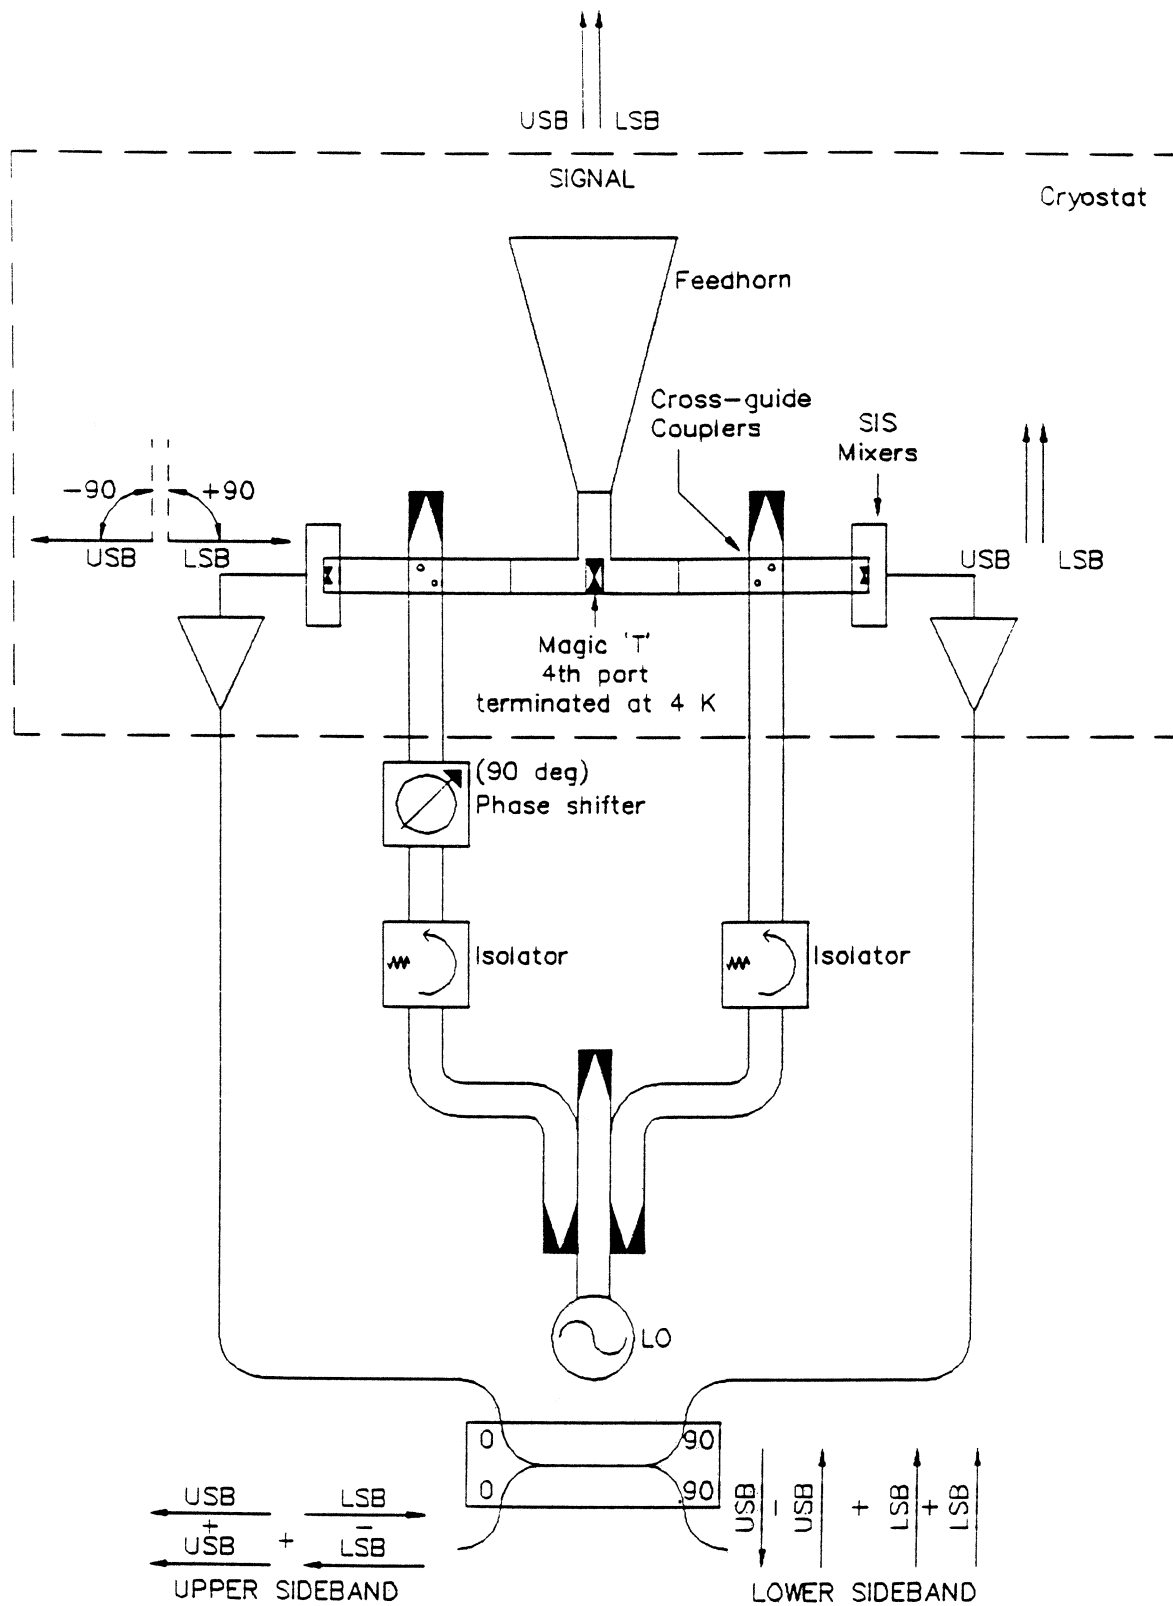 USB LSB
SIGNAL
Cryostat
Feedhorn
Cross-guide
Couplers
SIS
Mixers
-90 +90
USB LSB
USB LSB
Magic 'T'
4th port
terminated at 4 K
(90 deg)
Phase shifter
Isolator
Isolator
LO
0 90
0 90
USB LSB
+ + -
USB LSB
UPPER SIDEBAND
USB - USB + LSB + LSB
LOWER SIDEBAND